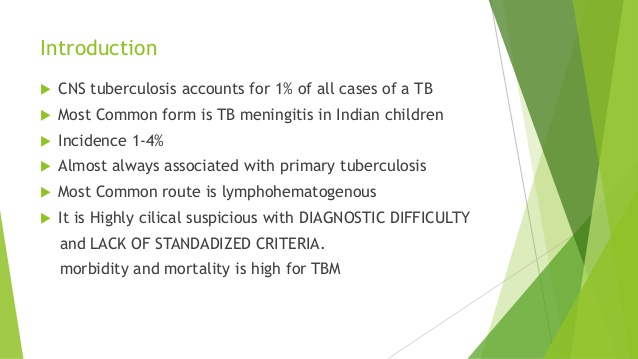 Introduction
CNS tuberculosis accounts for 1% of all cases of a TB
Most Common form is TB meningitis in Indian children
Incidence 1-4%
Almost always associated with primary tuberculosis
Most Common route is lymphohematogenous
It is Highly cilical suspicious with DIAGNOSTIC DIFFICULTY
and LACK OF STANDADIZED CRITERIA.
morbidity and mortality is high for TBM